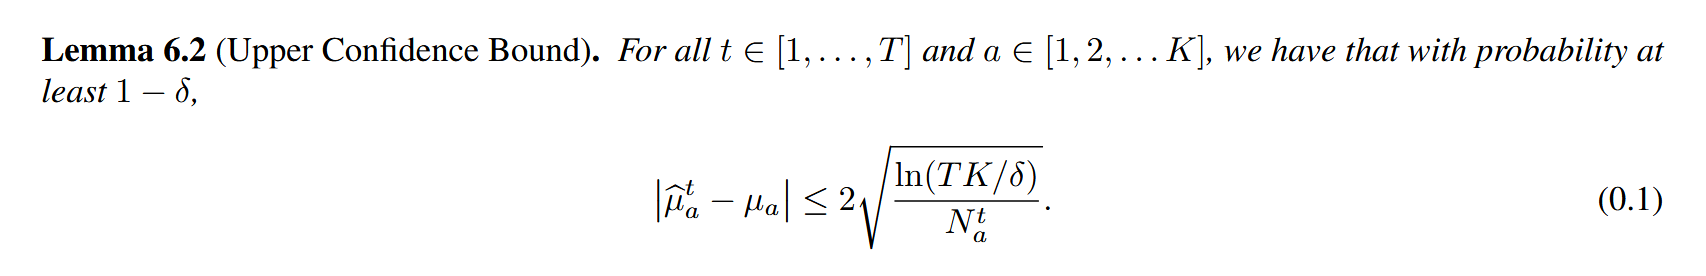 Lemma 6.2 (Upper Confidence Bound). For all t ∈ [1, . . . , T] and a ∈ [1, 2, . . . K], we have that with probability at
least 1 − δ,
|μ̂ₐᵗ − μₐ| ≤ 2√(ln(TK/δ) / Nₐᵗ). (0.1)